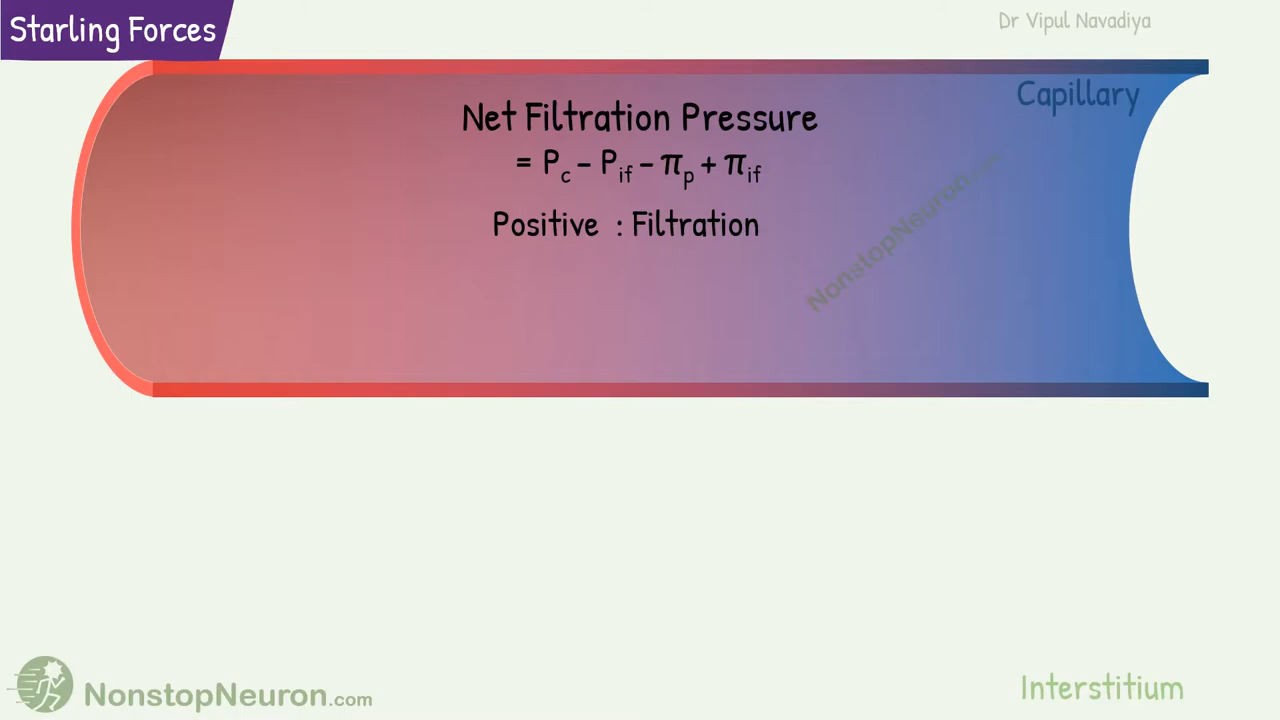 Starling Forces
Dr Vipul Navadiya
Capillary
Net Filtration Pressure
= Pc – Pif – πp + πif
Positive : Filtration
NonstopNeuron.com
NonstopNeuron.com
Interstitium